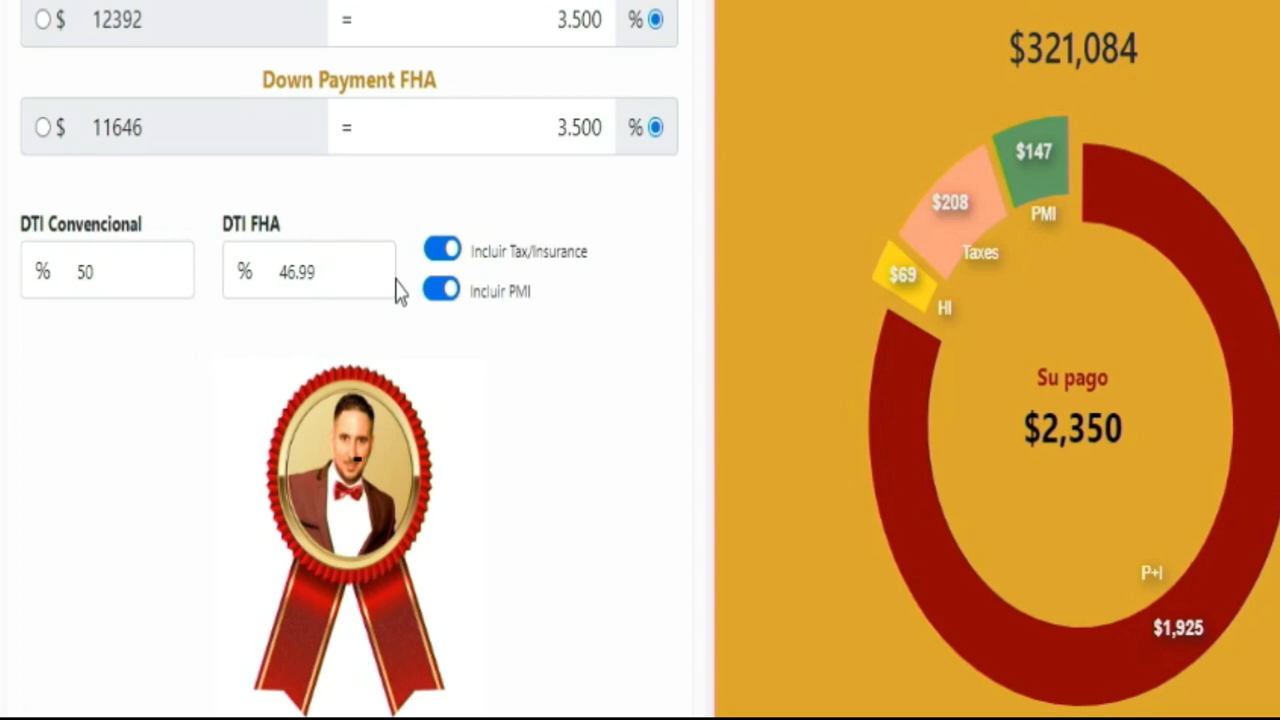 $ 12392 = 3.500 %
Down Payment FHA
$ 11646 = 3.500 %
DTI Convencional
% 50
DTI FHA
% 46.99
Incluir Tax/Insurance
Incluir PMI
$321,084
$147
PMI
$208
Taxes
$69
HI
Su pago
$2,350
P+I
$1,925